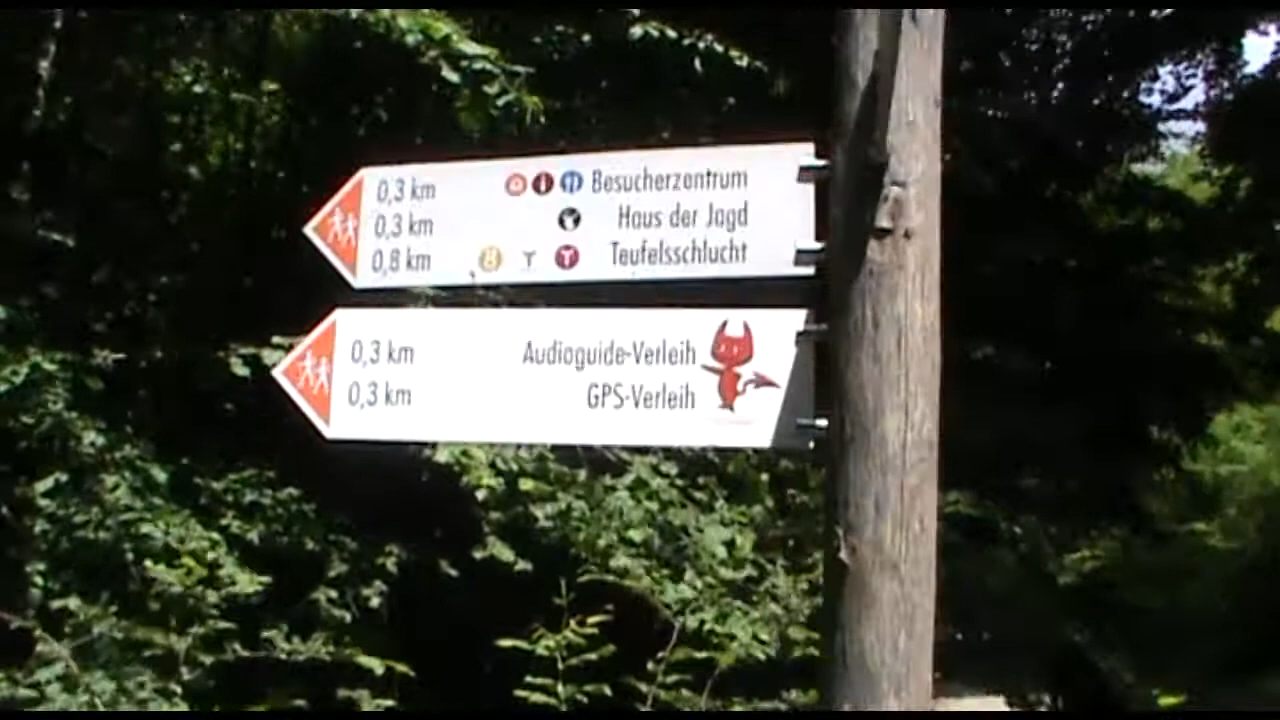 0,3 km Besucherzentrum
0,3 km Haus der Jagd
0,8 km Teufelsschlucht
0,3 km Audioguide-Verleih
0,3 km GPS-Verleih